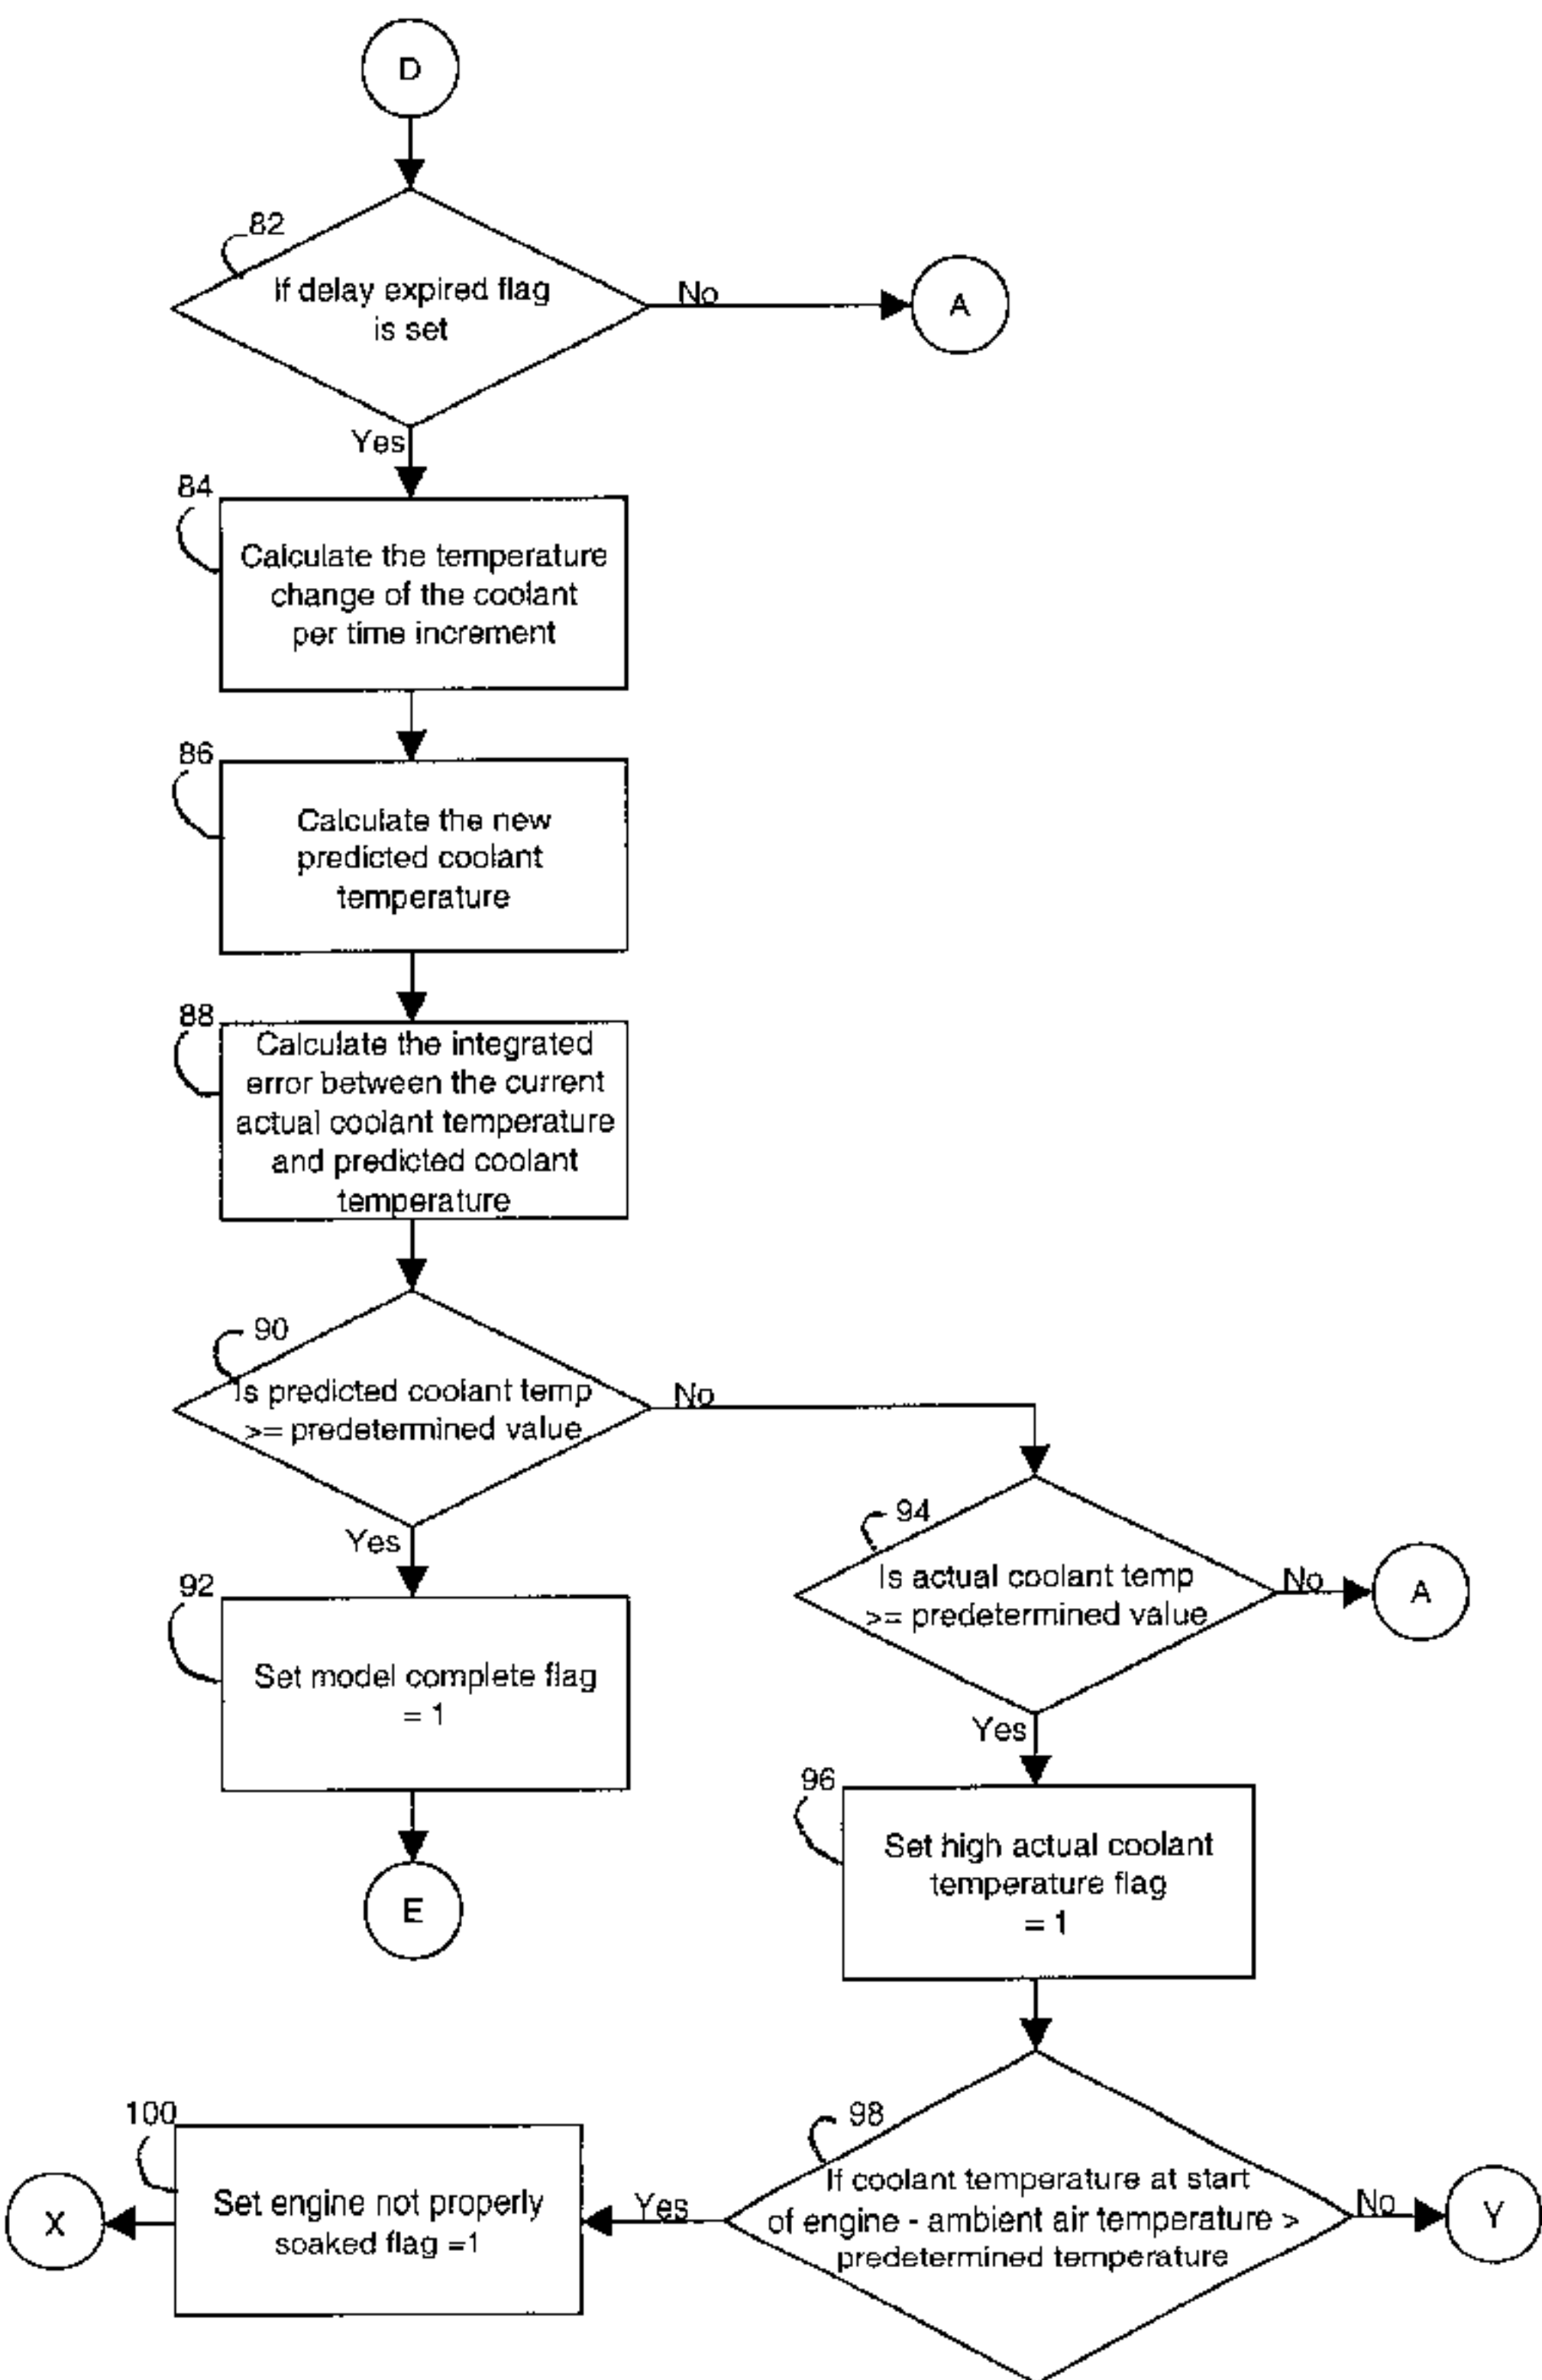 D
82
If delay expired flag
is set
No
A
Yes
84
Calculate the temperature
change of the coolant
per time increment
86
Calculate the new
predicted coolant
temperature
88
Calculate the integrated
error between the current
actual coolant temperature
and predicted coolant
temperature
90
Is predicted coolant temp
>= predetermined value
No
Yes
94
Is actual coolant temp
>= predetermined value
No
A
92
Set model complete flag
= 1
Yes
96
Set high actual coolant
temperature flag
= 1
E
98
If coolant temperature at start
of engine - ambient air temperature >
predetermined temperature
No
Y
Yes
100
Set engine not properly
soaked flag =1
X